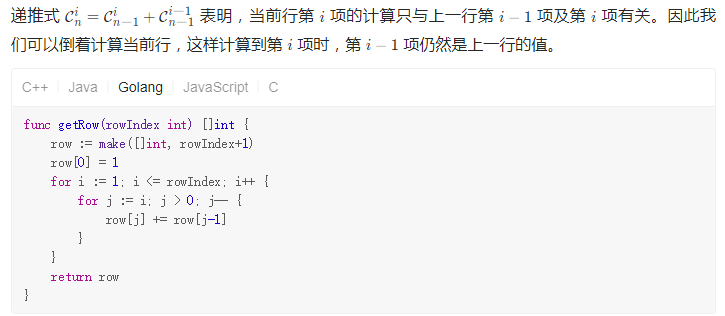 递推式 $\mathcal{C}_n^i = \mathcal{C}_{n-1}^i + \mathcal{C}_{n-1}^{i-1}$ 表明，当前行第 $i$ 项的计算只与上一行第 $i-1$ 项及第 $i$ 项有关。因此我
们可以倒着计算当前行，这样计算到第 $i$ 项时，第 $i-1$ 项仍然是上一行的值。
C++ Java Golang JavaScript C
func getRow(rowIndex int) []int {
    row := make([]int, rowIndex+1)
    row[0] = 1
    for i := 1; i <= rowIndex; i++ {
        for j := i; j > 0; j-- {
            row[j] += row[j-1]
        }
    }
    return row
}